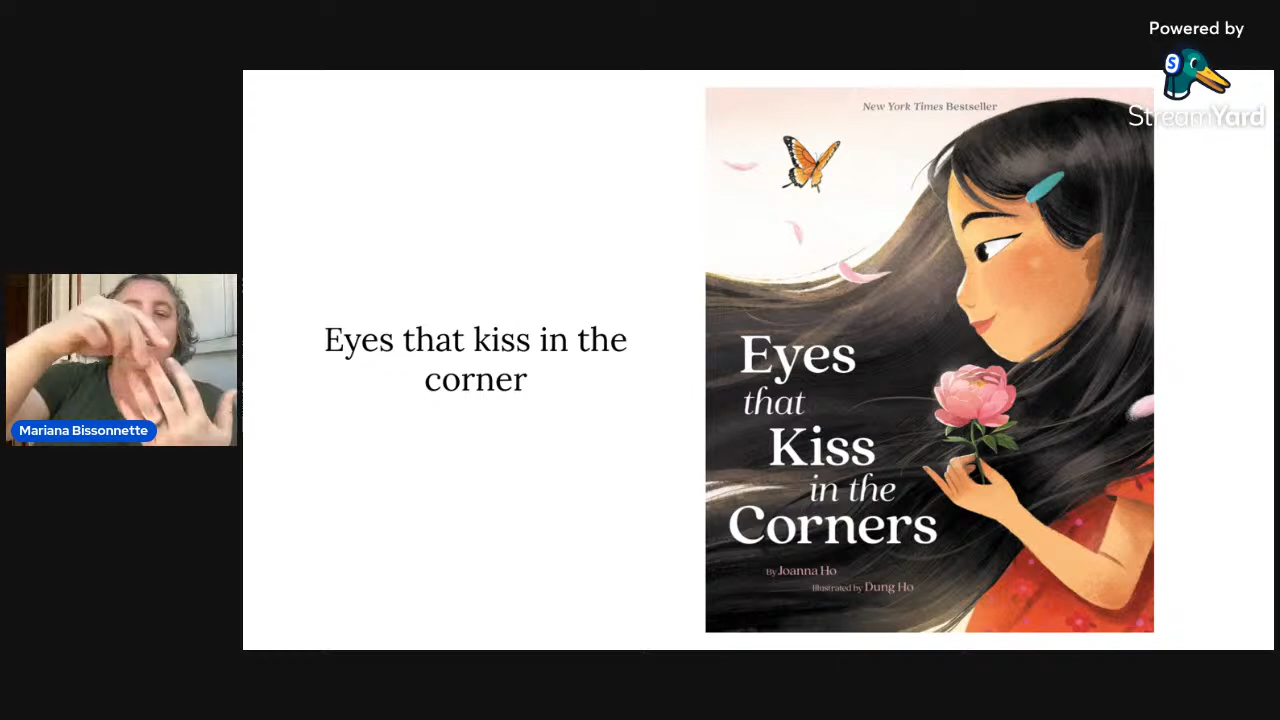 Powered by
StreamYard
Mariana Bissonnette
Eyes that kiss in the
corner
New York Times Bestseller
Eyes
that
Kiss
in the
Corners
By Joanna Ho
Illustrated by Dung Ho